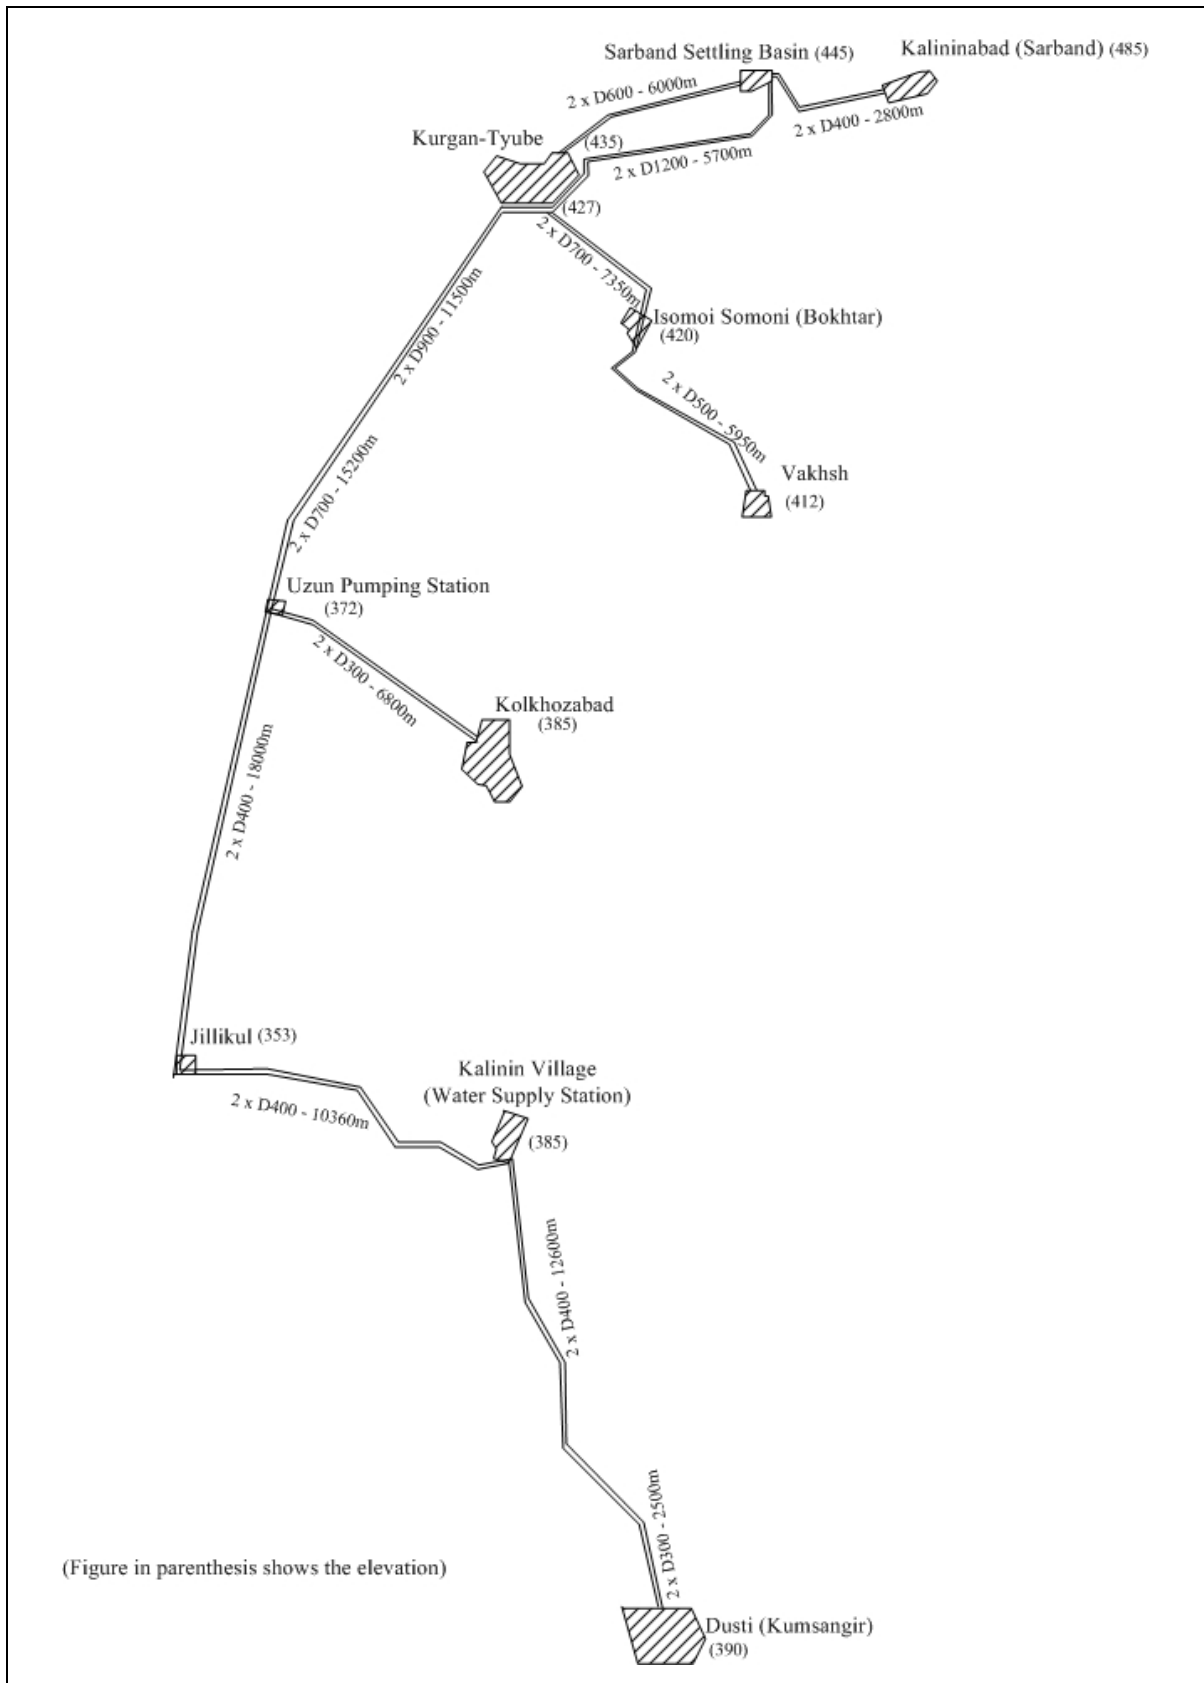 Sarband Settling Basin (445)
Kalininabad (Sarband) (485)
2 x D600 - 6000m
2 x D400 - 2800m
Kurgan-Tyube
(435)
2 x D1200 - 5700m
(427)
2 x D700 - 7350m
2 x D900 - 11500m
Isomoi Somoni (Bokhtar)
(420)
2 x D500 - 5950m
2 x D700 - 15200m
Vakhsh
(412)
Uzun Pumping Station
(372)
2 x D300 - 6800m
Kolkhozabad
(385)
2 x D400 - 18000m
Jillikul (353)
Kalinin Village
(Water Supply Station)
2 x D400 - 10360m
(385)
2 x D400 - 12600m
2 x D300 - 2500m
(Figure in parenthesis shows the elevation)
Dusti (Kumsangir)
(390)